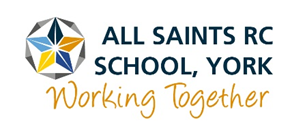 ALL SAINTS RC
SCHOOL, YORK
Working Together